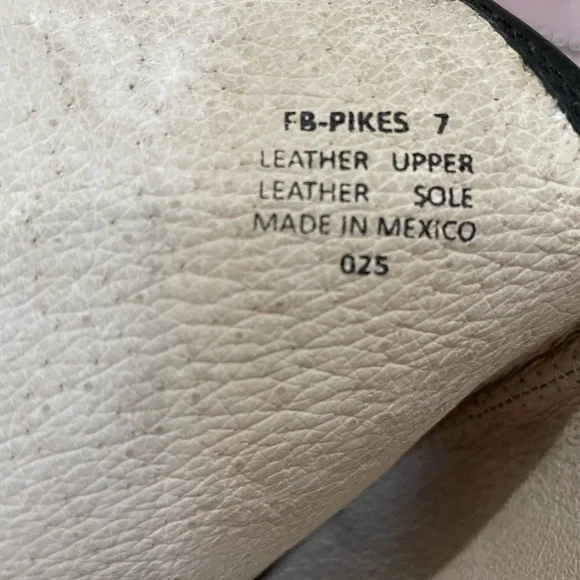 FB-PIKES 7
LEATHER UPPER
LEATHER SOLE
MADE IN MEXICO
025